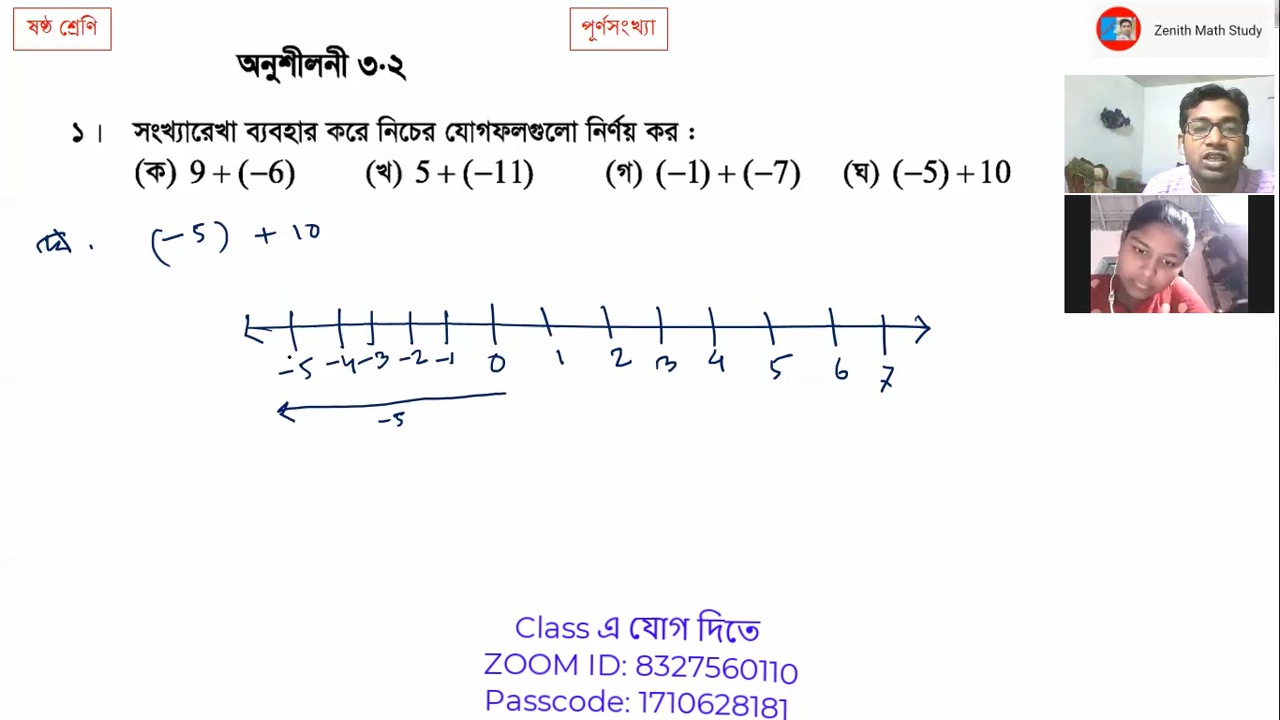 ষষ্ঠ শ্রেণি
পূর্ণসংখ্যা
Zenith Math Study
অনুশীলনী ৩.২
১। সংখ্যারেখা ব্যবহার করে নিচের যোগফলগুলো নির্ণয় কর :
(ক) 9 + (−6) (খ) 5 + (−11) (গ) (−1) + (−7) (ঘ) (−5) + 10
(−5) + 10
−5 −4 −3 −2 −1 0 1 2 3 4 5 6 7
−5
Class এ যোগ দিতে
ZOOM ID: 8327560110
Passcode: 1710628181